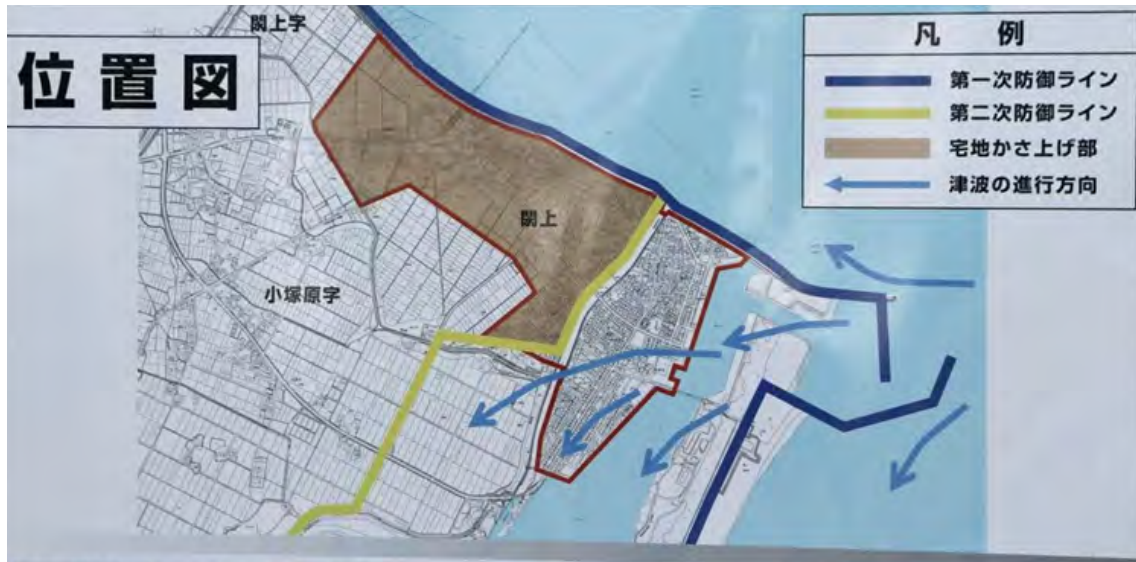 閖上字
位置図
閖上
小塚原字
凡 例
第一次防御ライン
第二次防御ライン
宅地かさ上げ部
津波の進行方向